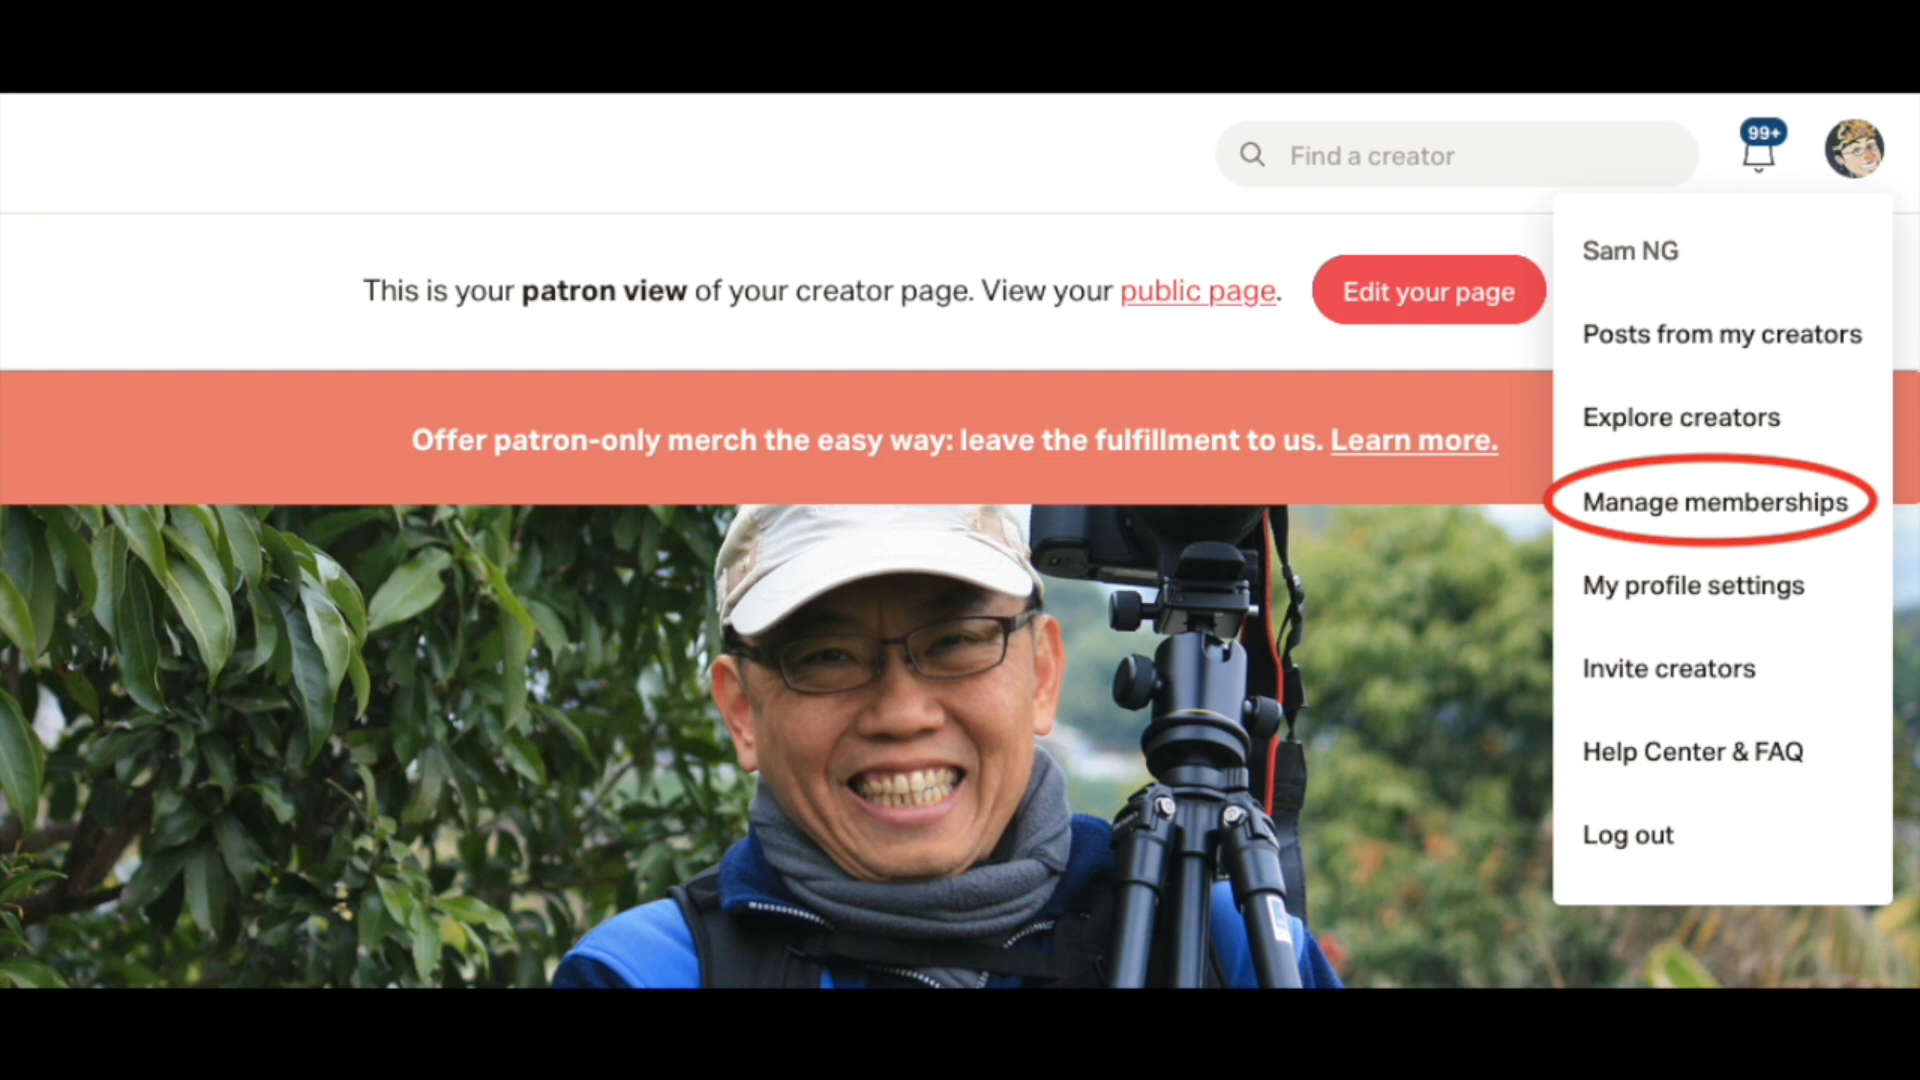 Find a creator
99+
Sam NG
This is your patron view of your creator page. View your public page.
Edit your page
Posts from my creators
Explore creators
Offer patron-only merch the easy way: leave the fulfillment to us. Learn more.
Manage memberships
My profile settings
Invite creators
Help Center & FAQ
Log out